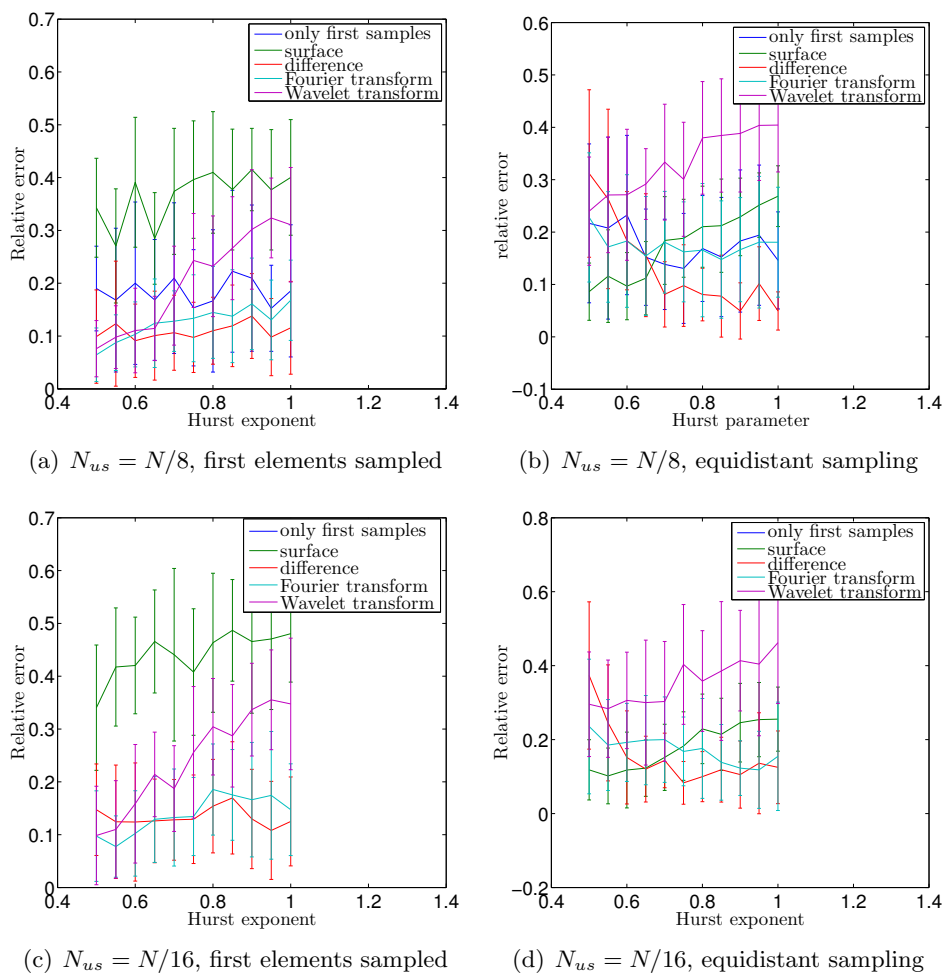 0.7
0.6
0.5
0.4
0.3
0.2
0.1
0
0.4 0.6 0.8 1 1.2 1.4
Relative error
Hurst exponent
only first samples
surface
difference
Fourier transform
Wavelet transform
(a) N_us = N/8, first elements sampled
0.6
0.5
0.4
0.3
0.2
0.1
0
−0.1
0.4 0.6 0.8 1 1.2 1.4
relative error
Hurst parameter
only first samples
surface
difference
Fourier transform
Wavelet transform
(b) N_us = N/8, equidistant sampling
0.7
0.6
0.5
0.4
0.3
0.2
0.1
0
0.4 0.6 0.8 1 1.2 1.4
Relative error
Hurst exponent
only first samples
surface
difference
Fourier transform
Wavelet transform
(c) N_us = N/16, first elements sampled
0.8
0.6
0.4
0.2
0
−0.2
0.4 0.6 0.8 1 1.2 1.4
Relative error
Hurst exponent
only first samples
surface
difference
Fourier transform
Wavelet transform
(d) N_us = N/16, equidistant sampling